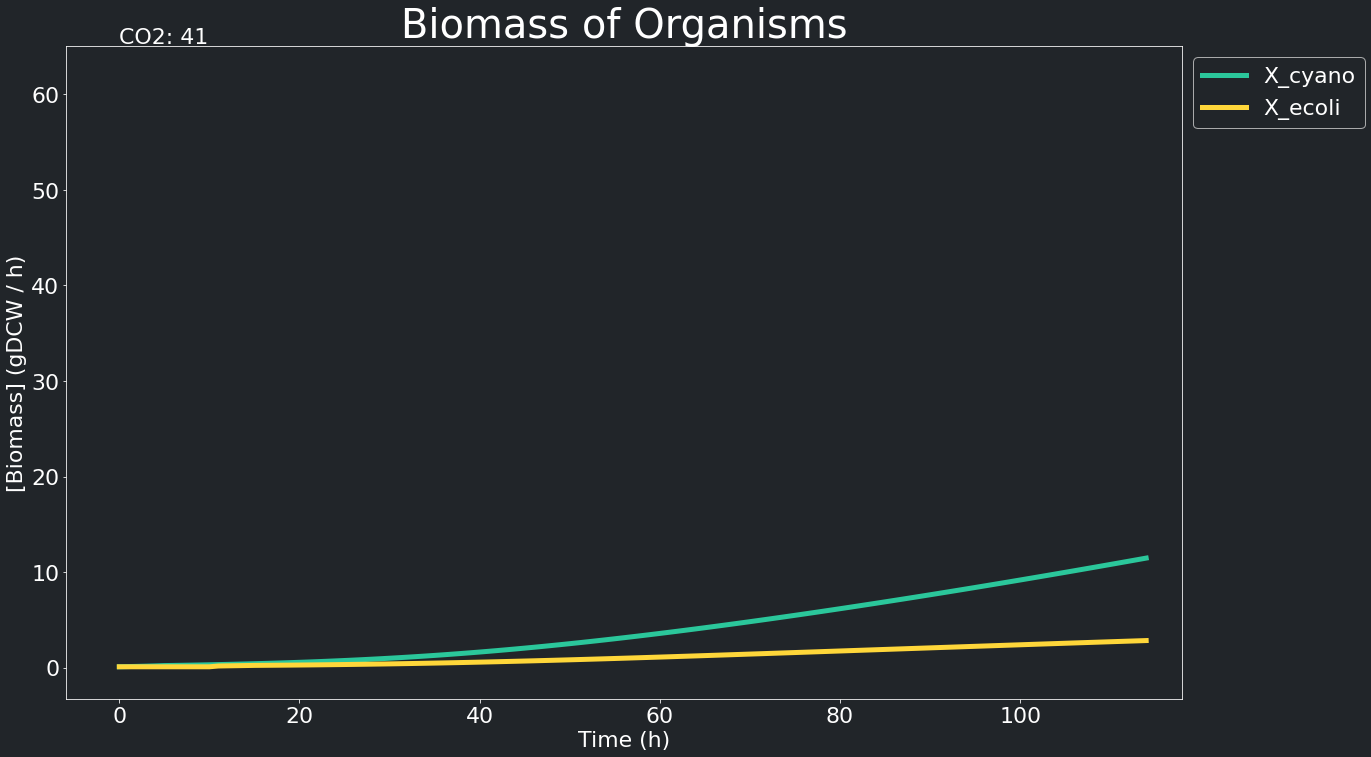 Biomass of Organisms
CO2: 41
X_cyano
X_ecoli
60
50
40
30
20
10
0
[Biomass] (gDCW / h)
0 20 40 60 80 100
Time (h)